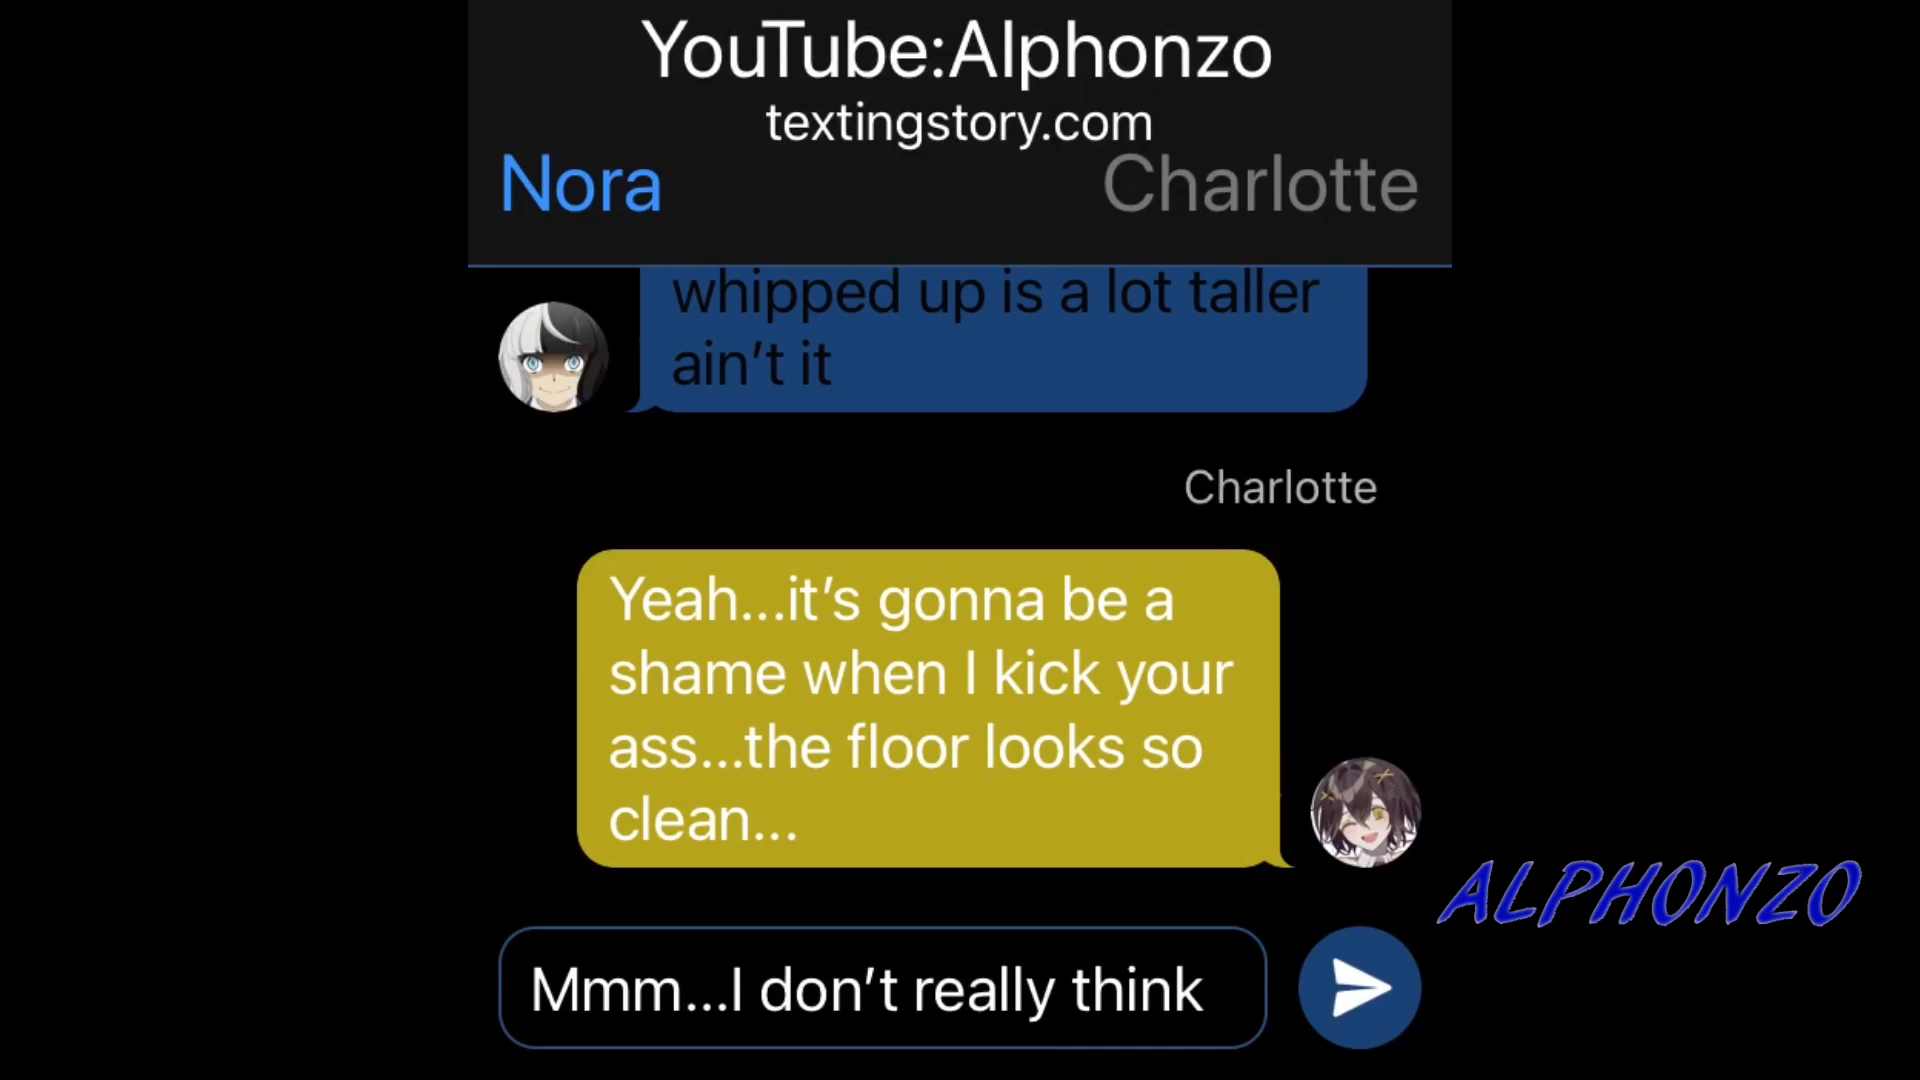 YouTube:Alphonzo
textingstory.com
Nora
Charlotte
whipped up is a lot taller
ain’t it
Charlotte
Yeah...it’s gonna be a
shame when I kick your
ass...the floor looks so
clean...
ALPHONZO
Mmm...I don’t really think